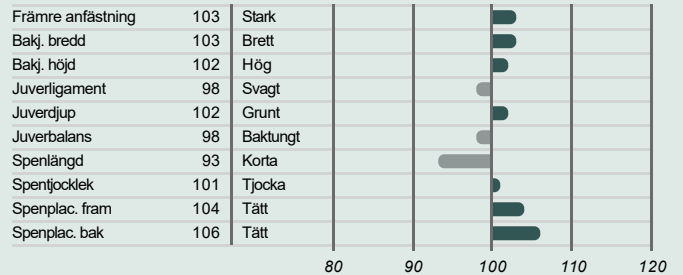 Främre anfästning 103 Stark
Bakj. bredd 103 Brett
Bakj. höjd 102 Hög
Juverligament 98 Svagt
Juverdjup 102 Grunt
Juverbalans 98 Baktungt
Spenlängd 93 Korta
Spentjocklek 101 Tjocka
Spenplac. fram 104 Tätt
Spenplac. bak 106 Tätt
80 90 100 110 120